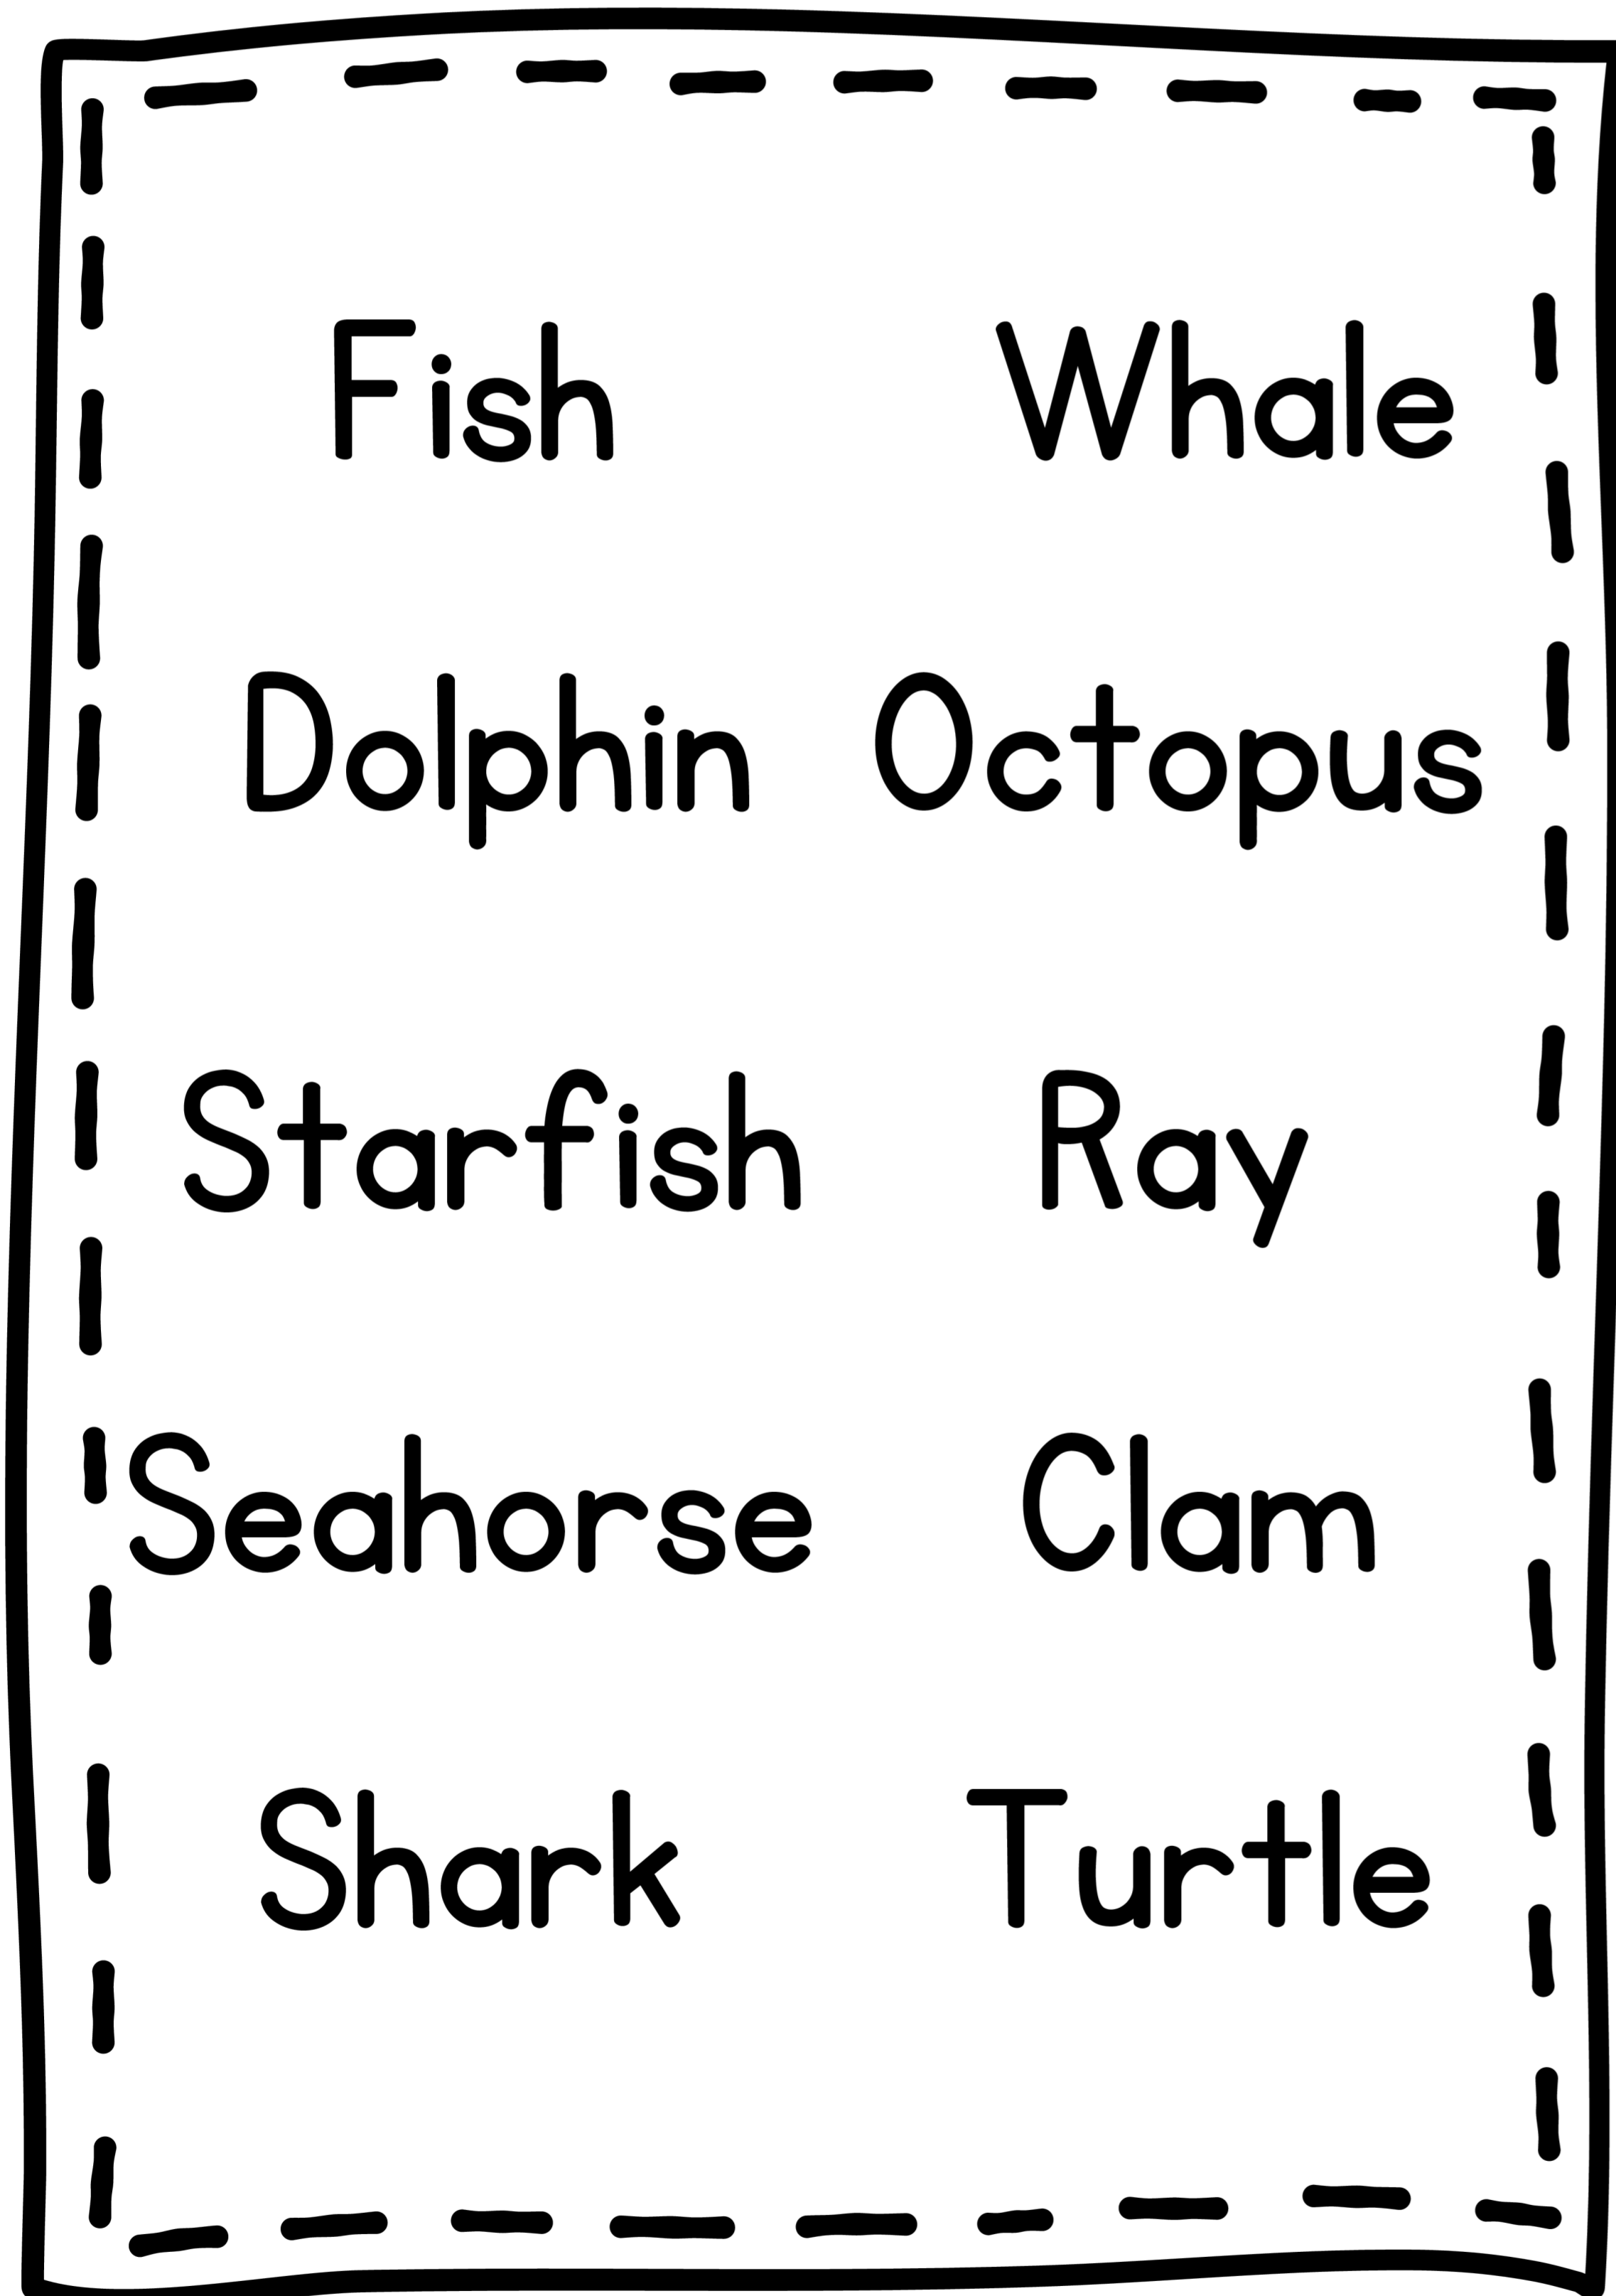 Fish Whale
Dolphin Octopus
Starfish Ray
Seahorse Clam
Shark Turtle